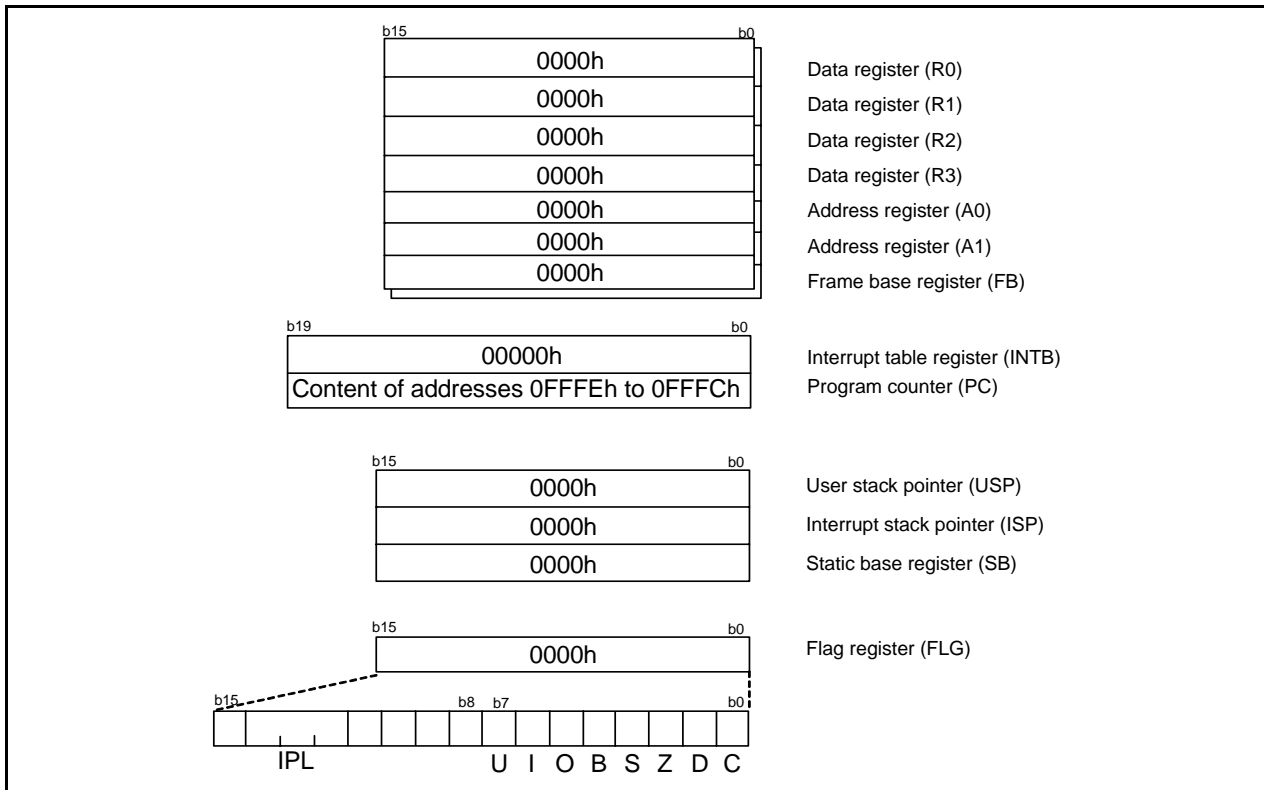 b15 b0
0000h Data register (R0)
0000h Data register (R1)
0000h Data register (R2)
0000h Data register (R3)
0000h Address register (A0)
0000h Address register (A1)
0000h Frame base register (FB)
b19 b0
00000h Interrupt table register (INTB)
Content of addresses 0FFFEh to 0FFFCh Program counter (PC)
b15 b0
0000h User stack pointer (USP)
0000h Interrupt stack pointer (ISP)
0000h Static base register (SB)
b15 b0
0000h Flag register (FLG)
b15 b8 b7 b0
IPL U I O B S Z D C